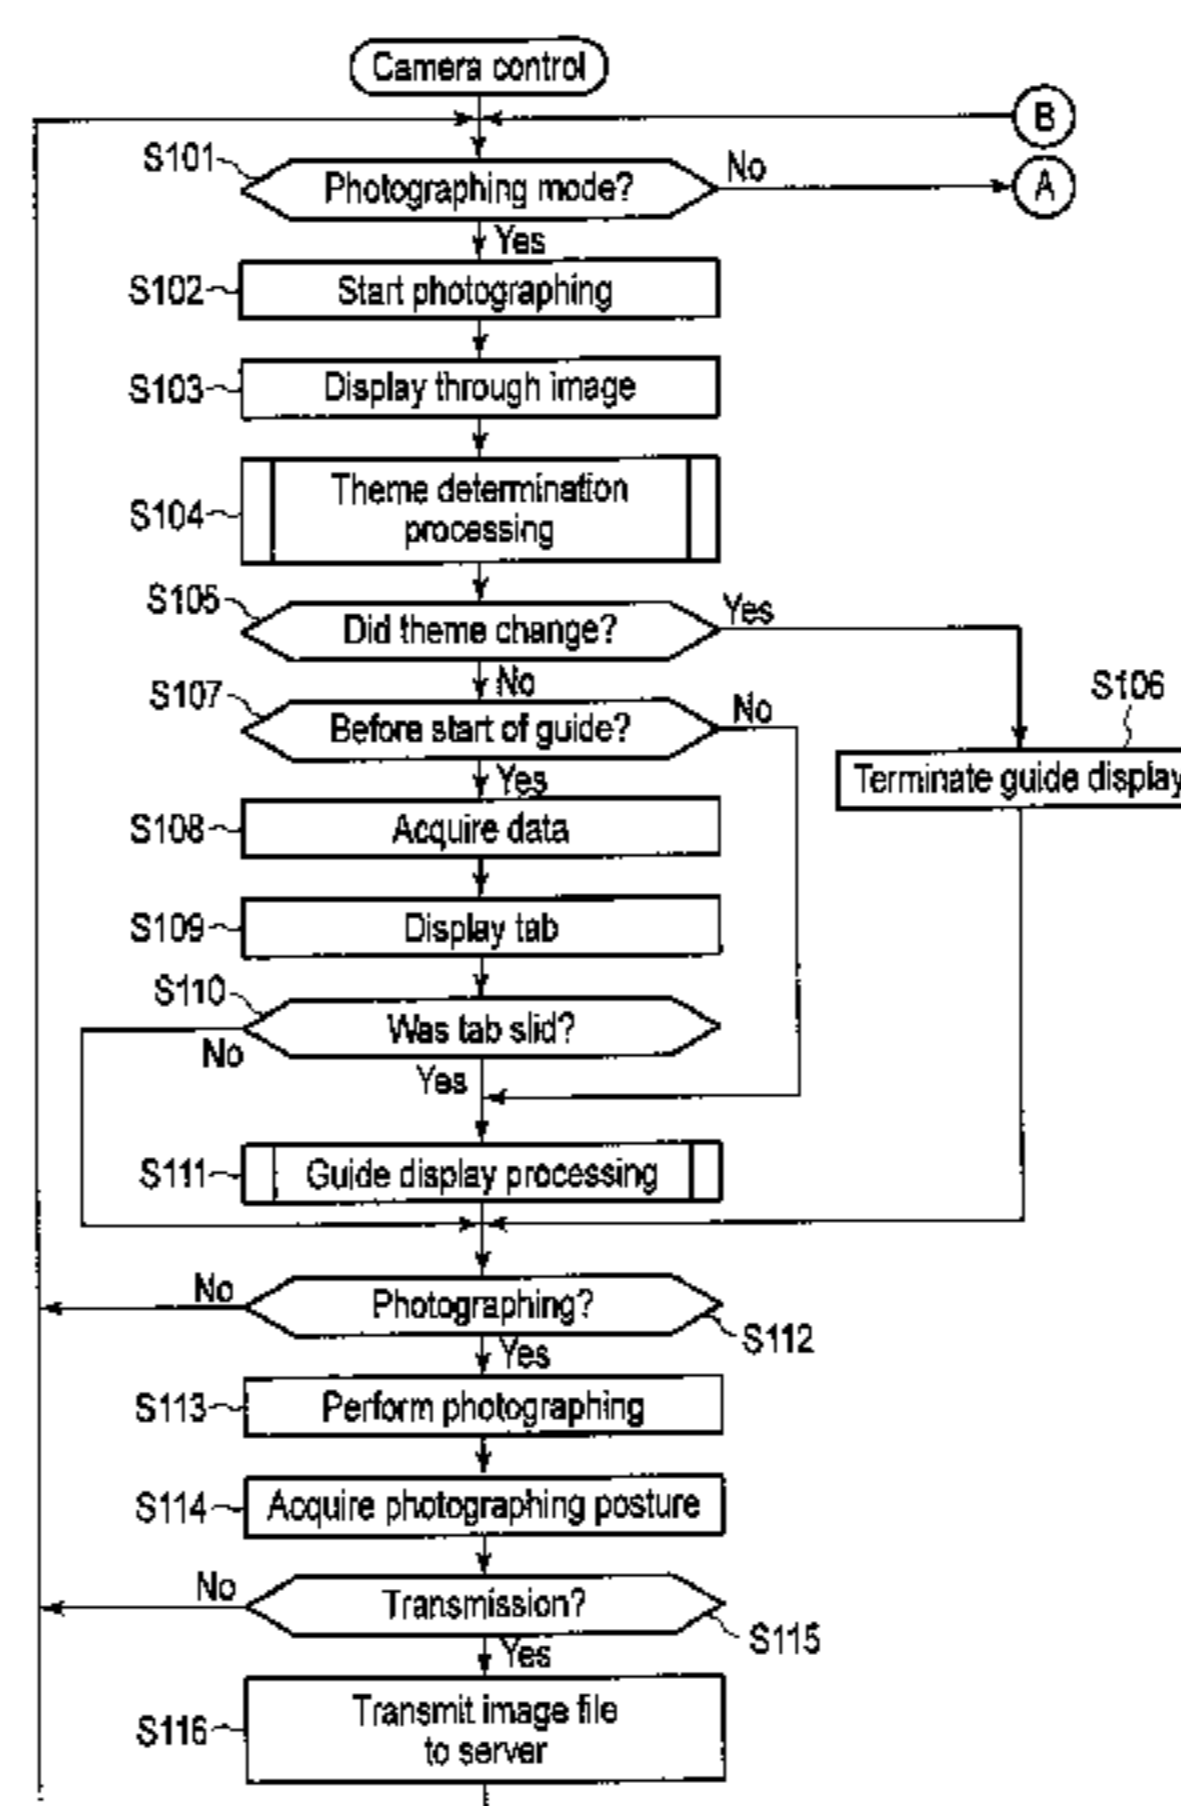 Camera control
B
S101
Photographing mode?
No
A
Yes
S102
Start photographing
S103
Display through image
S104
Theme determination
processing
S105
Did theme change?
Yes
No
S106
Terminate guide display
S107
Before start of guide?
No
Yes
S108
Acquire data
S109
Display tab
S110
Was tab slid?
No
Yes
S111
Guide display processing
No
Photographing?
S112
Yes
S113
Perform photographing
S114
Acquire photographing posture
No
Transmission?
S115
Yes
S116
Transmit image file
to server